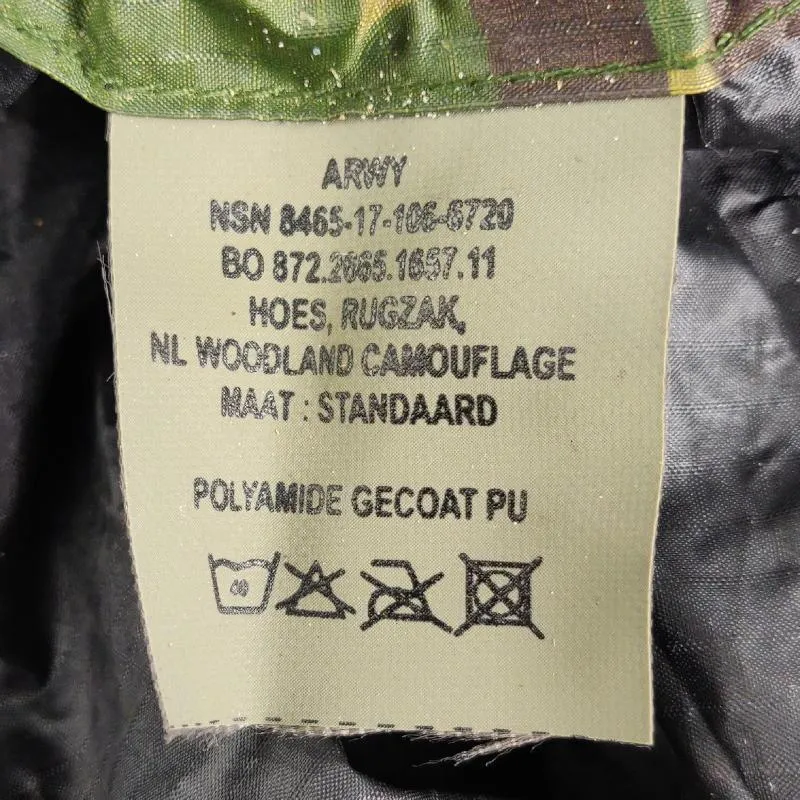 ARWY
NSN 8465-17-106-6720
BO 872.2665.1657.11
HOES, RUGZAK,
NL WOODLAND CAMOUFLAGE
MAAT : STANDAARD
POLYAMIDE GECOAT PU
40